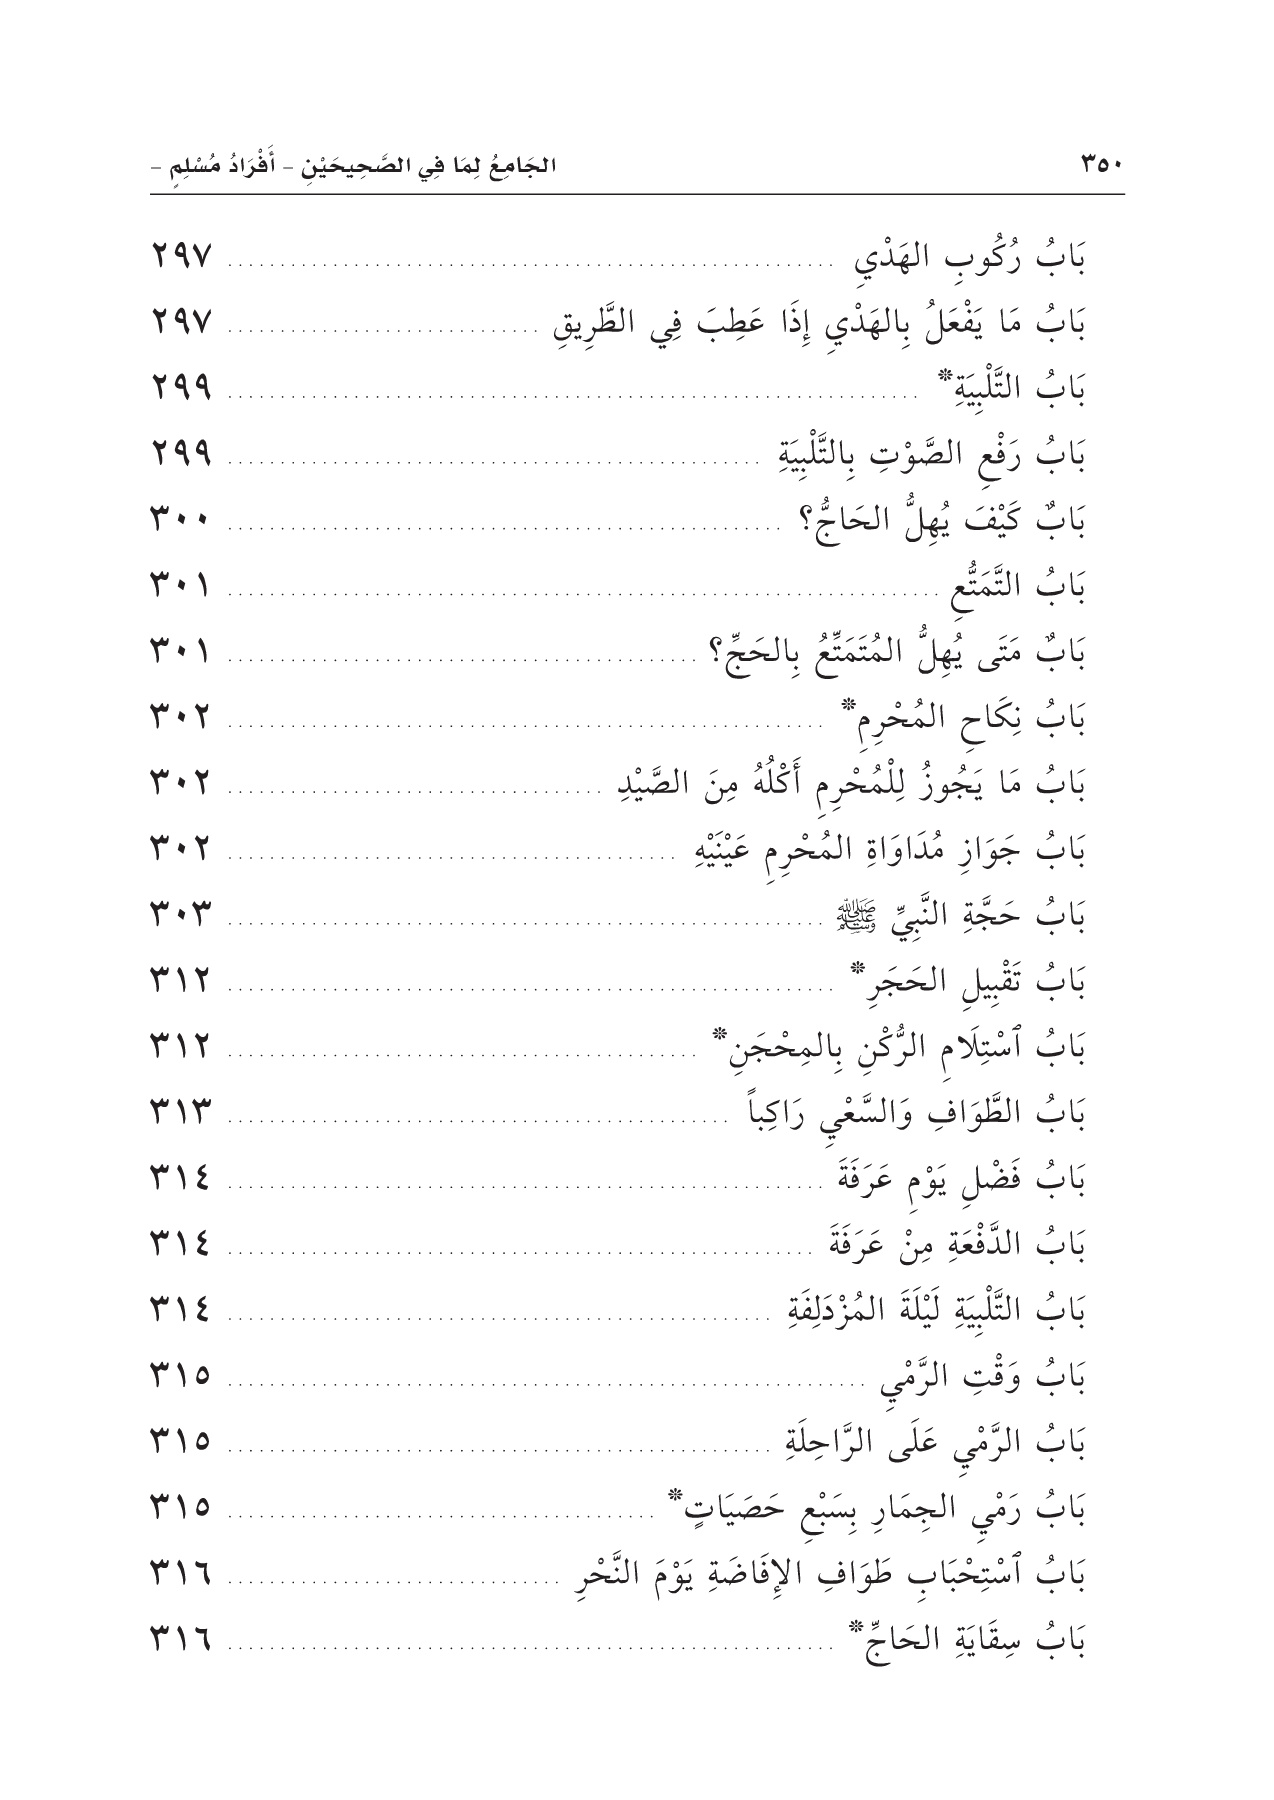 ٣٥٠ الجَامِعُ لِمَا فِي الصَّحِيحَيْنِ – أَفْرَادُ مُسْلِمٍ –
بَابُ رُكُوبِ الهَدْيِ ٢٩٧
بَابُ مَا يَفْعَلُ بِالهَدْيِ إِذَا عَطِبَ فِي الطَّرِيقِ ٢٩٧
بَابُ التَّلْبِيَةِ* ٢٩٩
بَابُ رَفْعِ الصَّوْتِ بِالتَّلْبِيَةِ ٢٩٩
بَابٌ كَيْفَ يُهِلُّ الحَاجُّ؟ ٣٠٠
بَابُ التَّمَتُّعِ ٣٠١
بَابٌ مَتَى يُهِلُّ المُتَمَتِّعُ بِالحَجِّ؟ ٣٠١
بَابُ نِكَاحِ المُحْرِمِ* ٣٠٢
بَابُ مَا يَجُوزُ لِلْمُحْرِمِ أَكْلُهُ مِنَ الصَّيْدِ ٣٠٢
بَابُ جَوَازِ مُدَاوَاةِ المُحْرِمِ عَيْنَيْهِ ٣٠٢
بَابُ حَجَّةِ النَّبِيِّ ﷺ ٣٠٣
بَابُ تَقْبِيلِ الحَجَرِ* ٣١٢
بَابُ ٱسْتِلَامِ الرُّكْنِ بِالمِحْجَنِ* ٣١٢
بَابُ الطَّوَافِ وَالسَّعْيِ رَاكِباً ٣١٣
بَابُ فَضْلِ يَوْمِ عَرَفَةَ ٣١٤
بَابُ الدَّفْعَةِ مِنْ عَرَفَةَ ٣١٤
بَابُ التَّلْبِيَةِ لَيْلَةَ المُزْدَلِفَةِ ٣١٤
بَابُ وَقْتِ الرَّمْيِ ٣١٥
بَابُ الرَّمْيِ عَلَى الرَّاحِلَةِ ٣١٥
بَابُ رَمْيِ الجِمَارِ بِسَبْعِ حَصَيَاتٍ* ٣١٥
بَابُ ٱسْتِحْبَابِ طَوَافِ الإِفَاضَةِ يَوْمَ النَّحْرِ ٣١٦
بَابُ سِقَايَةِ الحَاجِّ* ٣١٦